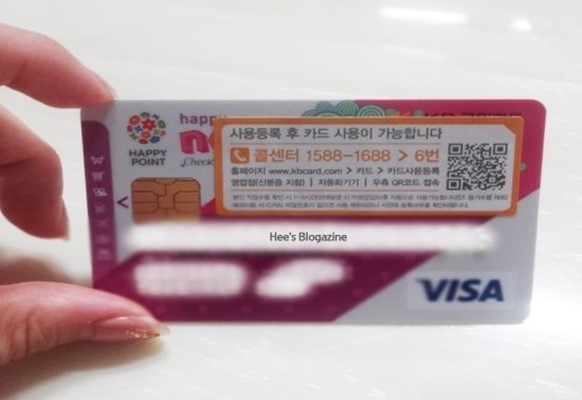 HAPPY
POINT
happy
Check
사용등록 후 카드 사용이 가능합니다
콜센터 1588-1688 > 6번
홈페이지 www.kbcard.com > 카드 > 카드사용등록
영업점(신분증 지참) | 자동화기기 | 우측 QR코드 접속
Hee's Blogazine
VISA